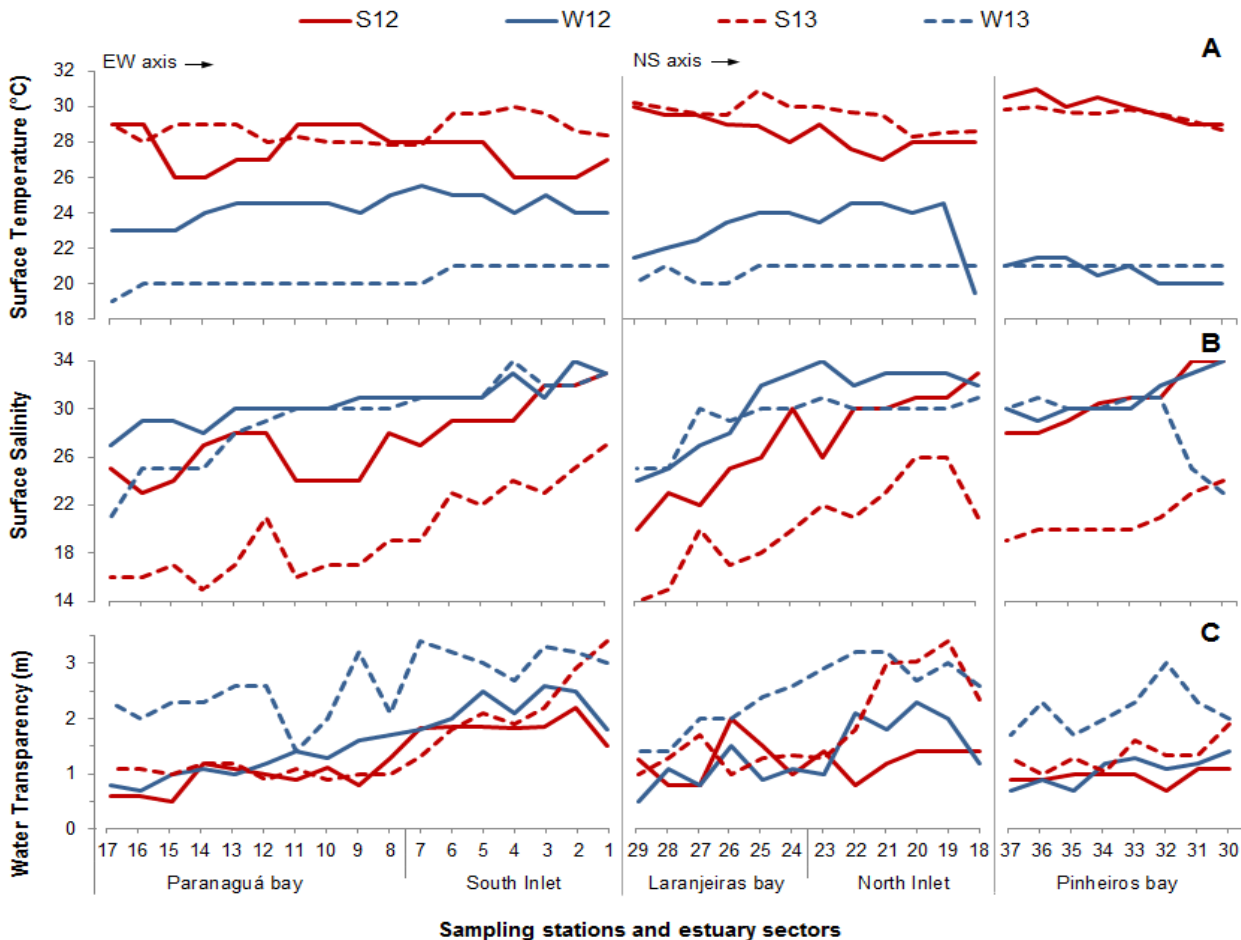 S12 W12 S13 W13
EW axis → NS axis → A
Surface Temperature (°C)
32
30
28
26
24
22
20
18
B
Surface Salinity
34
30
26
22
18
14
C
Water Transparency (m)
3
2
1
0
17 16 15 14 13 12 11 10 9 8 7 6 5 4 3 2 1 29 28 27 26 25 24 23 22 21 20 19 18 37 36 35 34 33 32 31 30
Paranaguá bay South Inlet Laranjeiras bay North Inlet Pinheiros bay
Sampling stations and estuary sectors